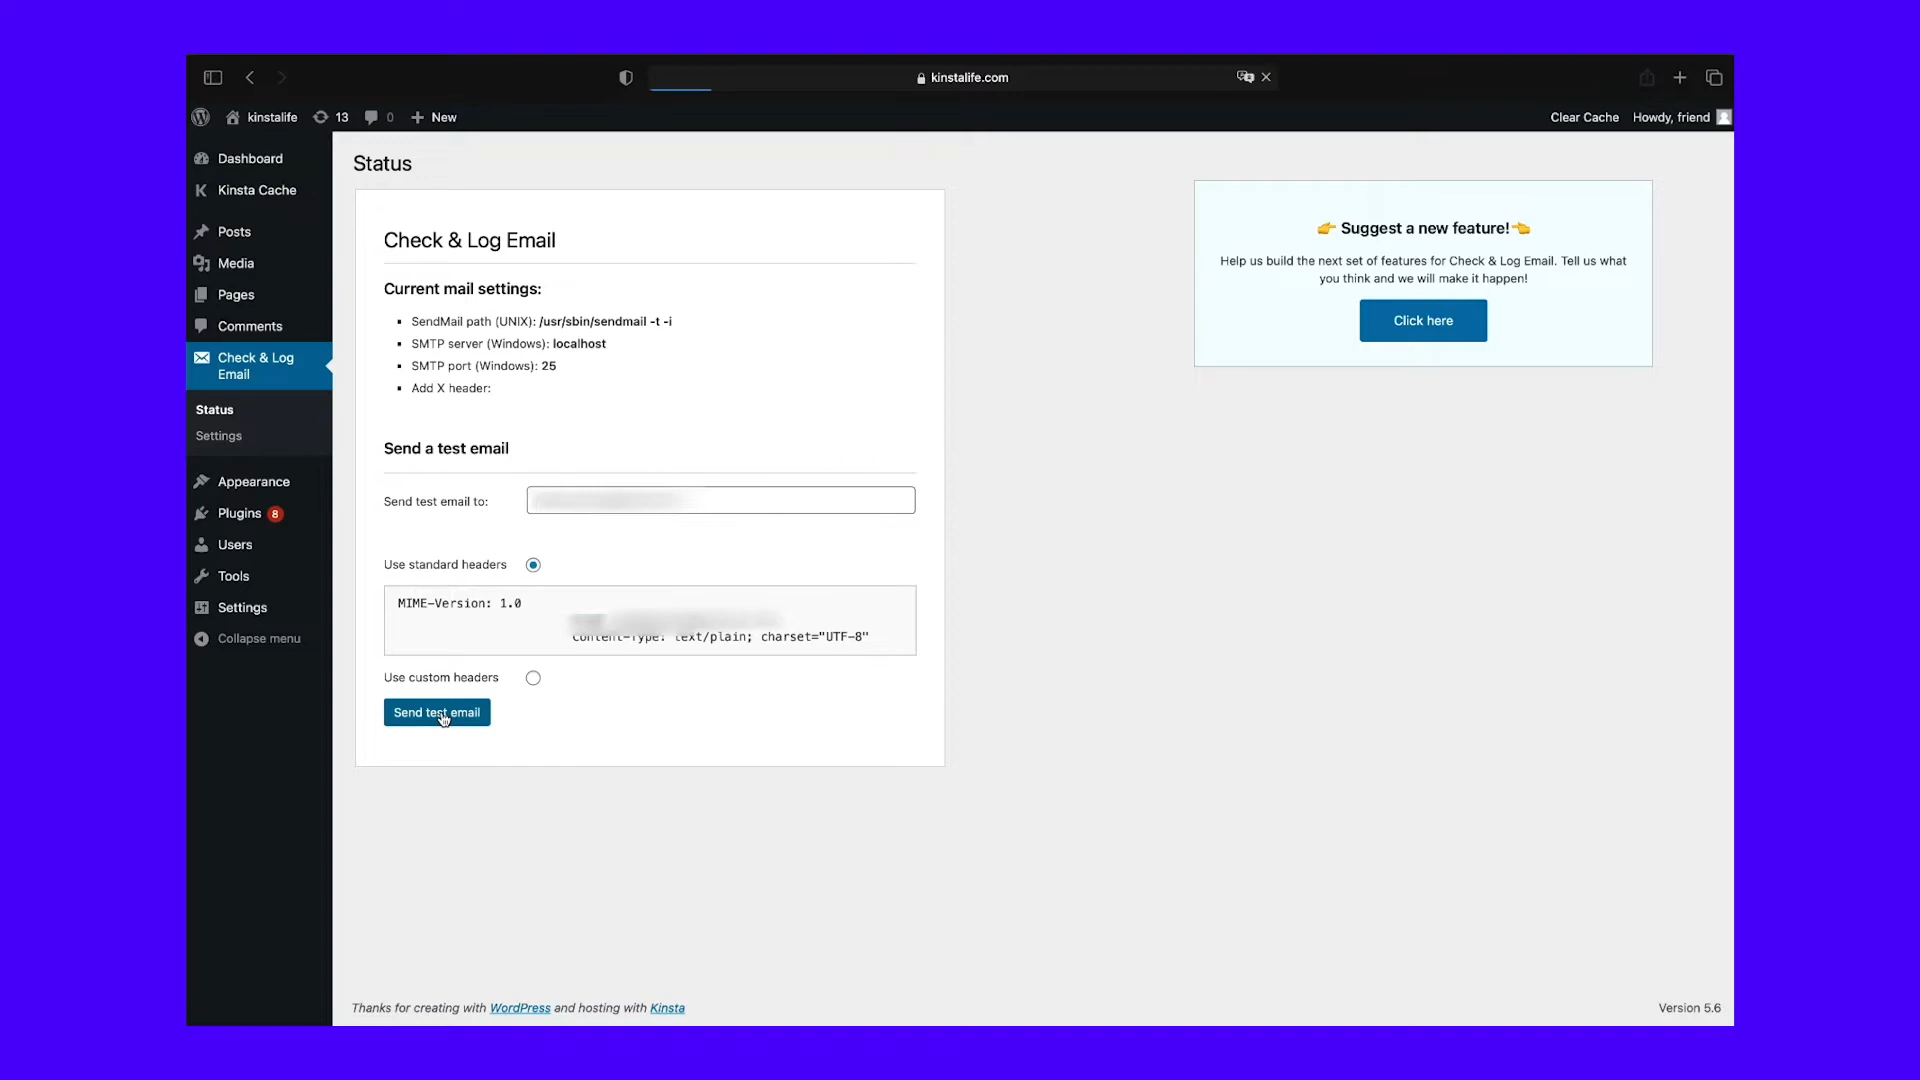 kinstalife.com
kinstalife 13 0 New
Clear Cache Howdy, friend
Dashboard
Kinsta Cache
Posts
Media
Pages
Comments
Check & Log
Email
Status
Settings
Appearance
Plugins 8
Users
Tools
Settings
Collapse menu
Status
Check & Log Email
Current mail settings:
SendMail path (UNIX): /usr/sbin/sendmail -t -i
SMTP server (Windows): localhost
SMTP port (Windows): 25
Add X header:
Send a test email
Send test email to:
Use standard headers
MIME-Version: 1.0
Content-Type: text/plain; charset="UTF-8"
Use custom headers
Send test email
Suggest a new feature!
Help us build the next set of features for Check & Log Email. Tell us what
you think and we will make it happen!
Click here
Thanks for creating with WordPress and hosting with Kinsta
Version 5.6